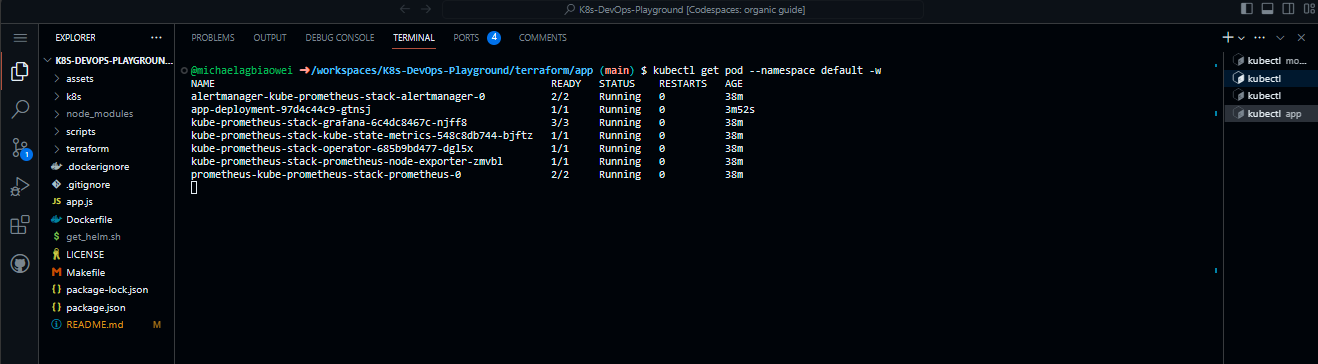 K8s-DevOps-Playground [Codespaces: organic guide]
EXPLORER
K8S-DEVOPS-PLAYGROUN...
assets
k8s
node_modules
scripts
terraform
.dockerignore
.gitignore
JS app.js
Dockerfile
$ get_helm.sh
LICENSE
M Makefile
{ } package-lock.json
{ } package.json
README.md M
1
PROBLEMS OUTPUT DEBUG CONSOLE TERMINAL PORTS 4 COMMENTS
@michaelagbiaowei ➜/workspaces/K8s-DevOps-Playground/terraform/app (main) $ kubectl get pod --namespace default -w
NAME READY STATUS RESTARTS AGE
alertmanager-kube-prometheus-stack-alertmanager-0 2/2 Running 0 38m
app-deployment-97d4c44c9-gtnsj 1/1 Running 0 3m52s
kube-prometheus-stack-grafana-6c4dc8467c-njff8 3/3 Running 0 38m
kube-prometheus-stack-kube-state-metrics-548c8db744-bjftz 1/1 Running 0 38m
kube-prometheus-stack-operator-685b9bd477-dgl5x 1/1 Running 0 38m
kube-prometheus-stack-prometheus-node-exporter-zmvbl 1/1 Running 0 38m
prometheus-kube-prometheus-stack-prometheus-0 2/2 Running 0 38m
kubectl mo...
kubectl
kubectl
kubectl app